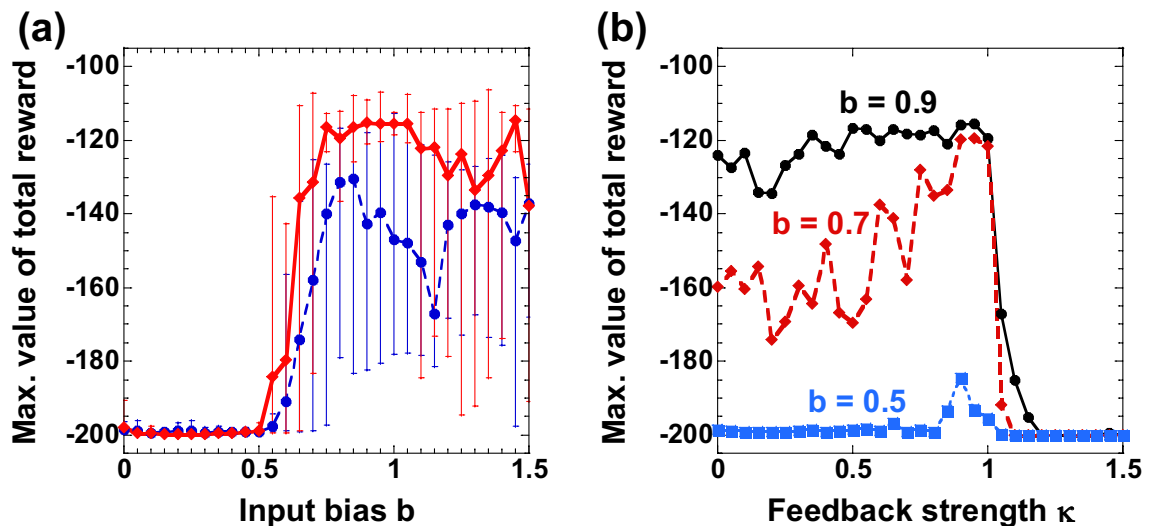 (a)
Max. value of total reward
-100
-120
-140
-160
-180
-200
0
0.5
1
1.5
Input bias b
(b)
Max. value of total reward
-100
-120
-140
-160
-180
-200
b = 0.9
b = 0.7
b = 0.5
0
0.5
1
1.5
Feedback strength κ